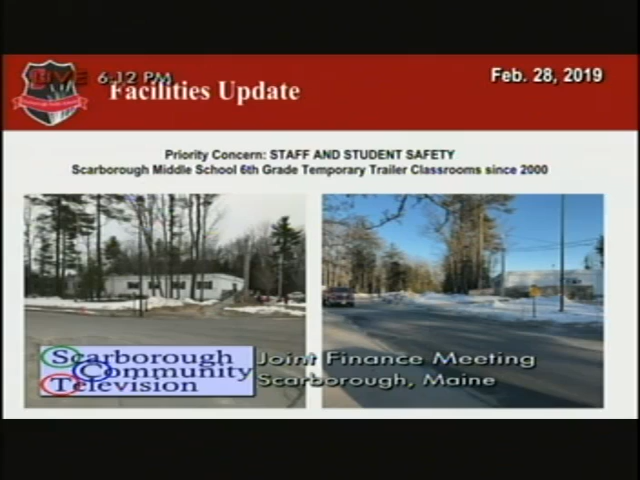 LIVE 6:12 PM
Feb. 28, 2019
Facilities Update
Priority Concern: STAFF AND STUDENT SAFETY
Scarborough Middle School 6th Grade Temporary Trailer Classrooms since 2000
Scarborough
Community
Television
Joint Finance Meeting
Scarborough, Maine